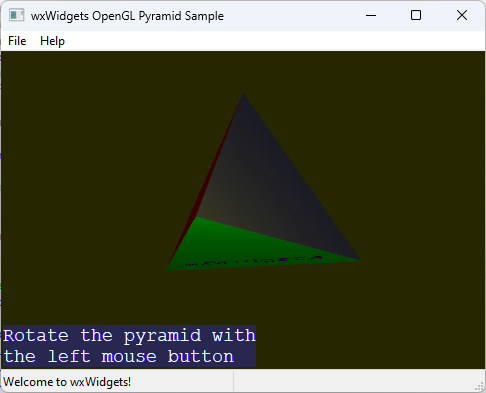 wxWidgets OpenGL Pyramid Sample
File Help
Rotate the pyramid with
the left mouse button
Welcome to wxWidgets!